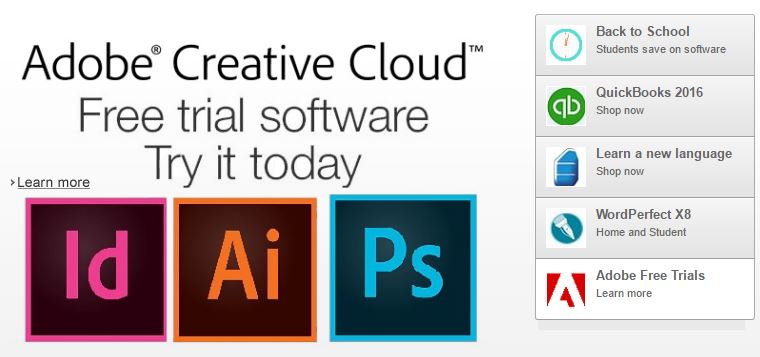 Adobe® Creative Cloud™
Free trial software
Try it today
›Learn more
Id
Ai
Ps
Back to School
Students save on software
qb
QuickBooks 2016
Shop now
Learn a new language
Shop now
WordPerfect X8
Home and Student
Adobe Free Trials
Learn more